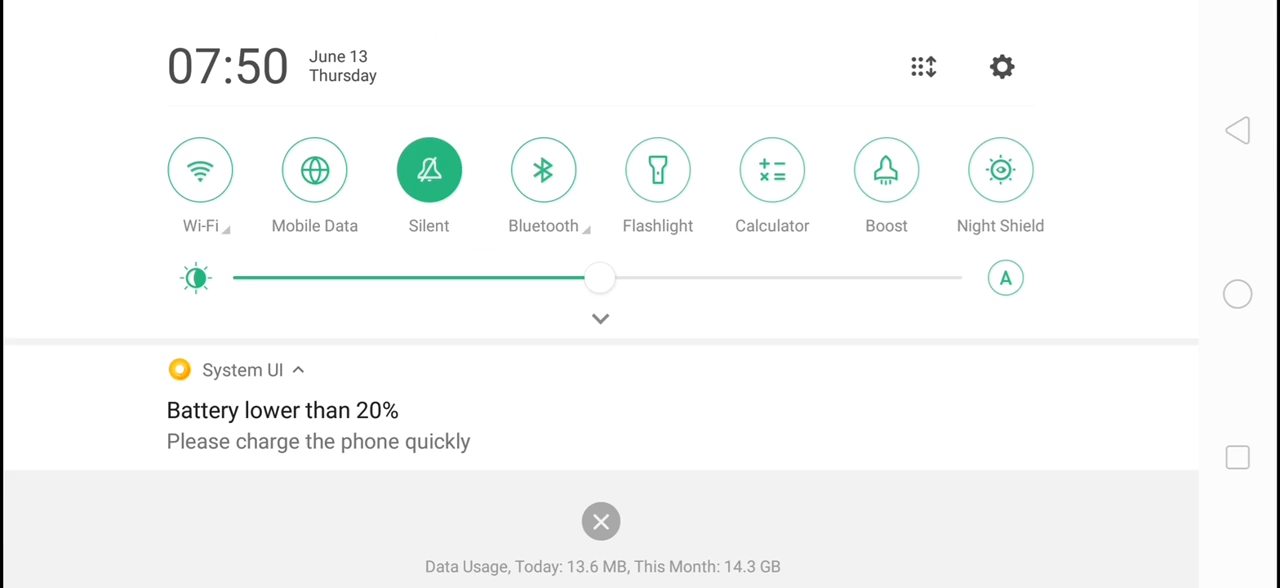 07:50
June 13
Thursday
Wi-Fi
Mobile Data
Silent
Bluetooth
Flashlight
Calculator
Boost
Night Shield
A
System UI
Battery lower than 20%
Please charge the phone quickly
Data Usage, Today: 13.6 MB, This Month: 14.3 GB